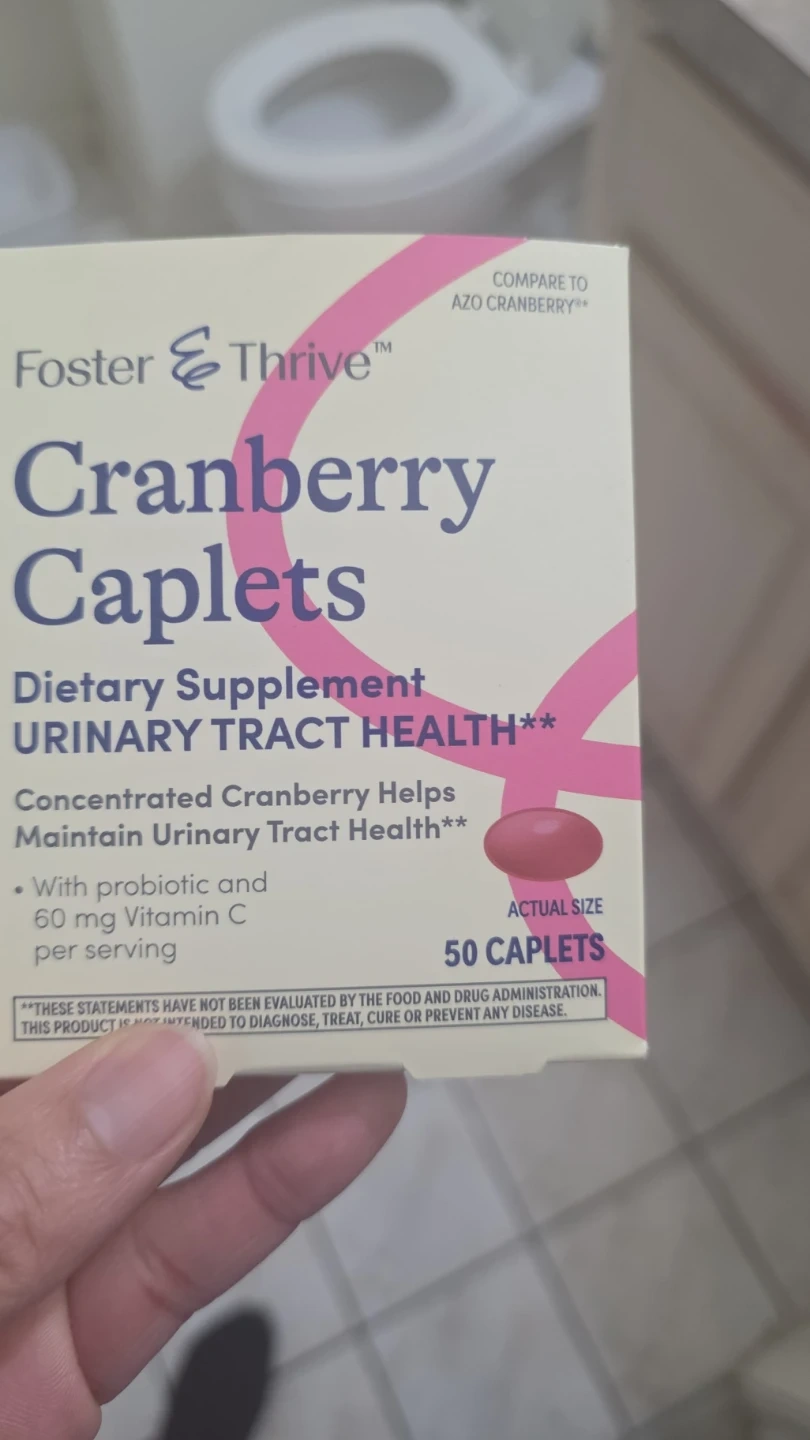 COMPARE TO
AZO CRANBERRY®*
Foster & Thrive™
Cranberry
Caplets
Dietary Supplement
URINARY TRACT HEALTH**
Concentrated Cranberry Helps
Maintain Urinary Tract Health**
• With probiotic and
60 mg Vitamin C
per serving
ACTUAL SIZE
50 CAPLETS
**THESE STATEMENTS HAVE NOT BEEN EVALUATED BY THE FOOD AND DRUG ADMINISTRATION.
THIS PRODUCT IS NOT INTENDED TO DIAGNOSE, TREAT, CURE OR PREVENT ANY DISEASE.